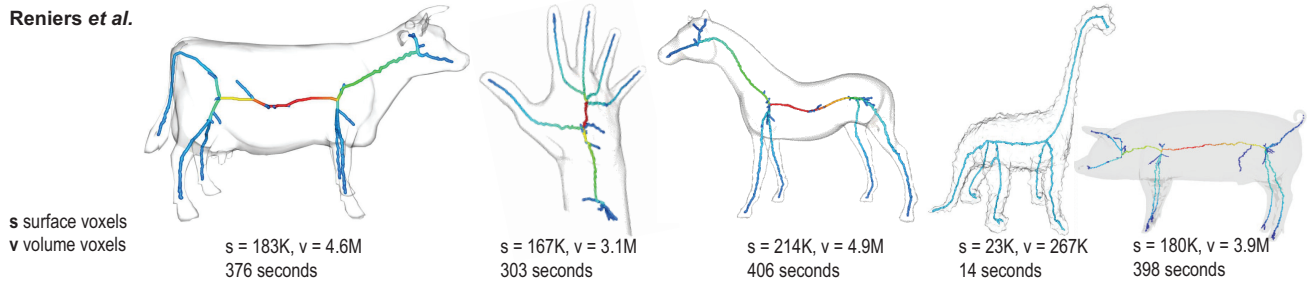 Reniers et al.
s surface voxels
v volume voxels
s = 183K, v = 4.6M
376 seconds
s = 167K, v = 3.1M
303 seconds
s = 214K, v = 4.9M
406 seconds
s = 23K, v = 267K
14 seconds
s = 180K, v = 3.9M
398 seconds